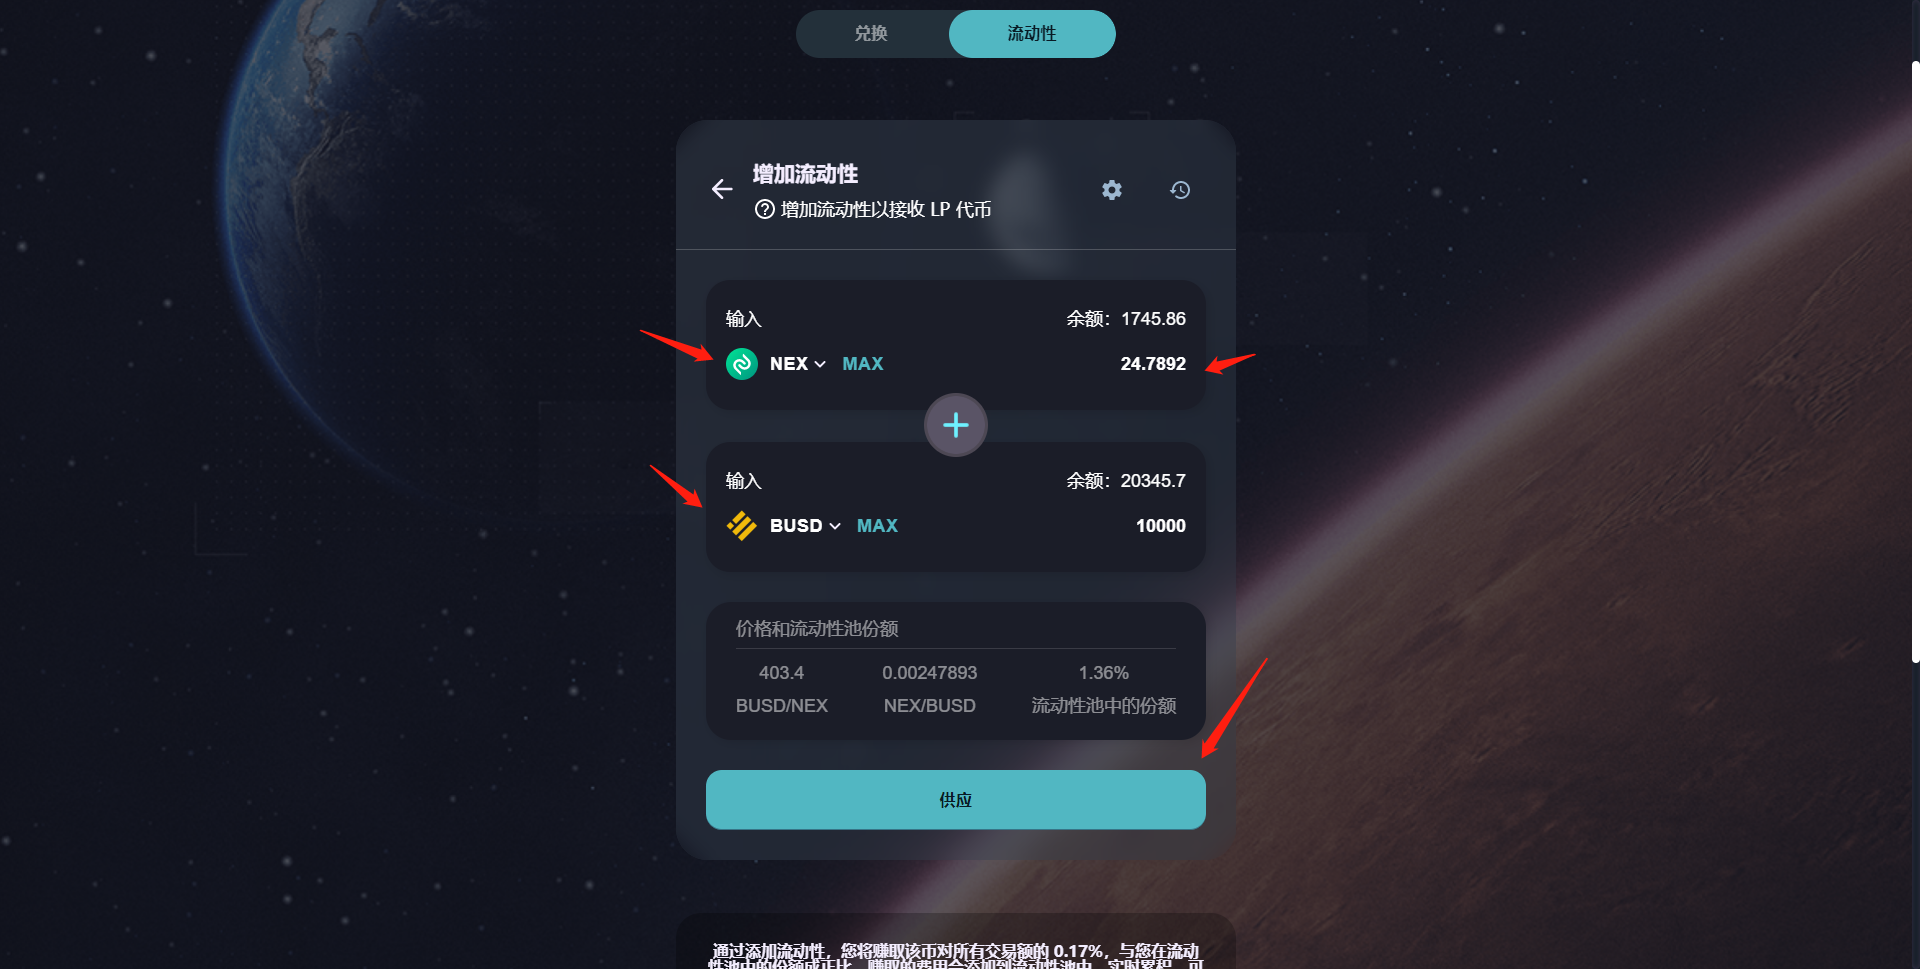 兑换
流动性
增加流动性
增加流动性以接收 LP 代币
输入 余额：1745.86
NEX MAX 24.7892
输入 余额：20345.7
BUSD MAX 10000
价格和流动性池份额
403.4 0.00247893 1.36%
BUSD/NEX NEX/BUSD 流动性池中的份额
供应
通过添加流动性，您将赚取该币对所有交易额的 0.17%，与您在流动
性池中的份额成正比。赚取的费用会添加到流动性池中，实时累积，可